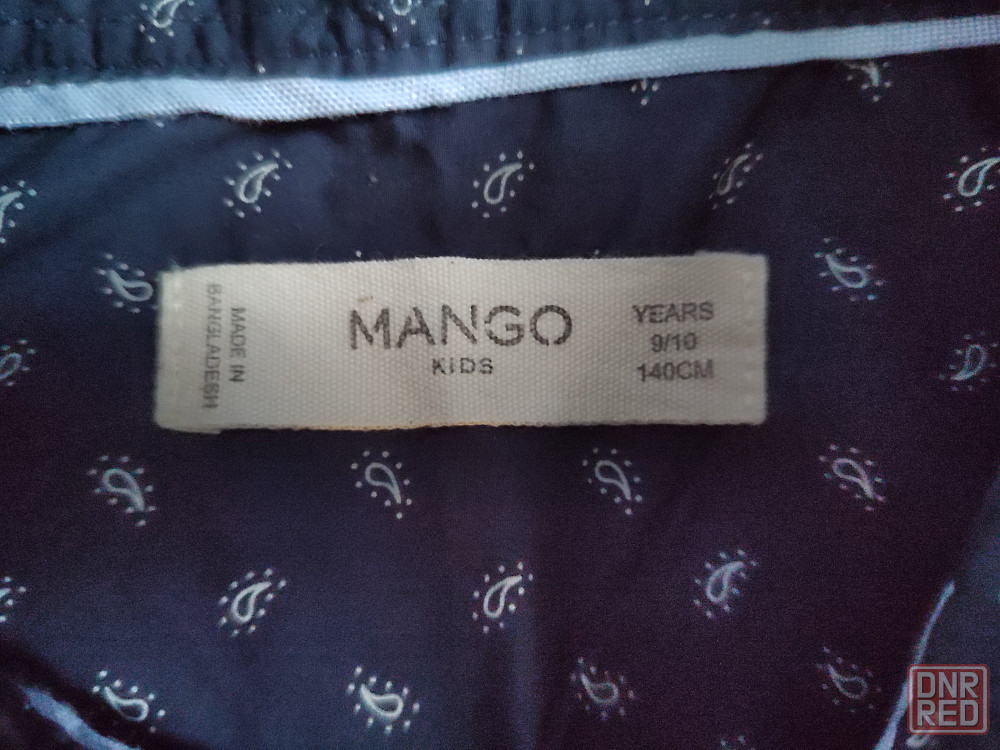 MADE IN
BANGLADESH
MANGO
KIDS
YEARS
9/10
140CM
DNR
RED